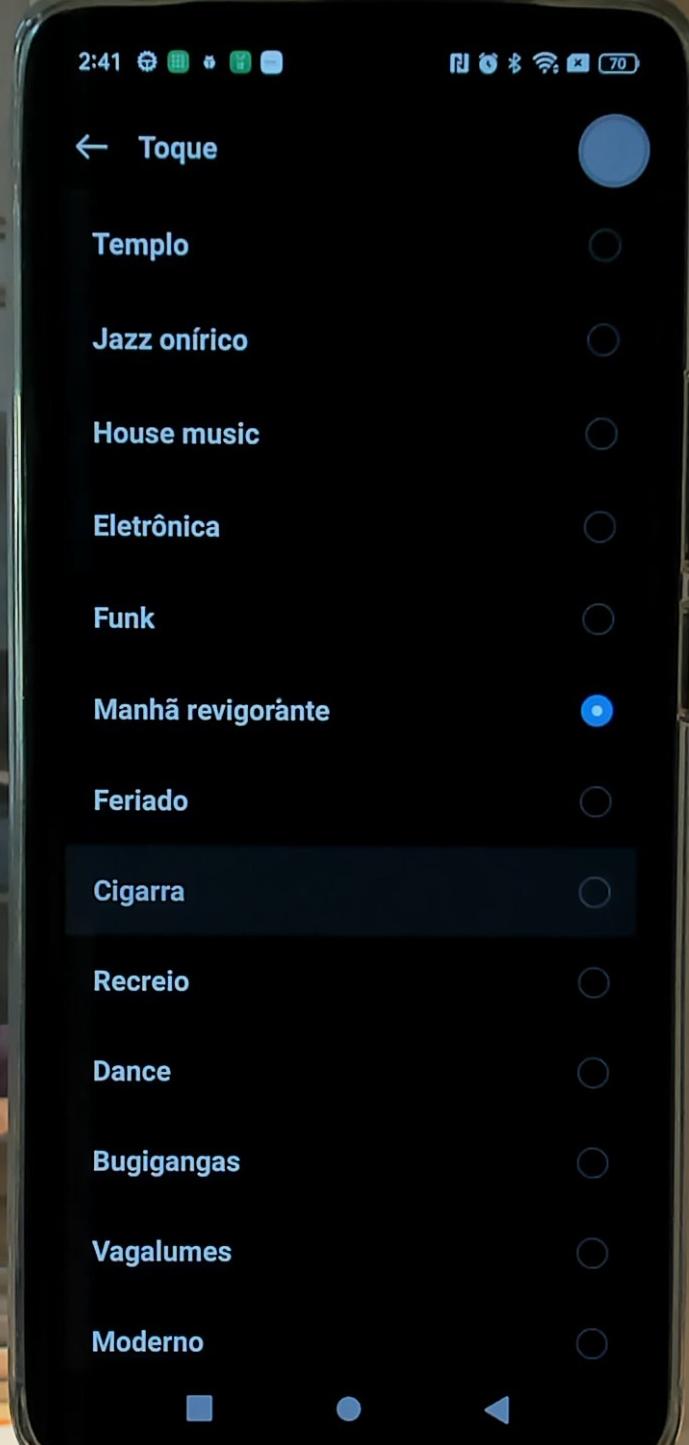 2:41
70
Toque
Templo
Jazz onírico
House music
Eletrônica
Funk
Manhã revigorante
Feriado
Cigarra
Recreio
Dance
Bugigangas
Vagalumes
Moderno